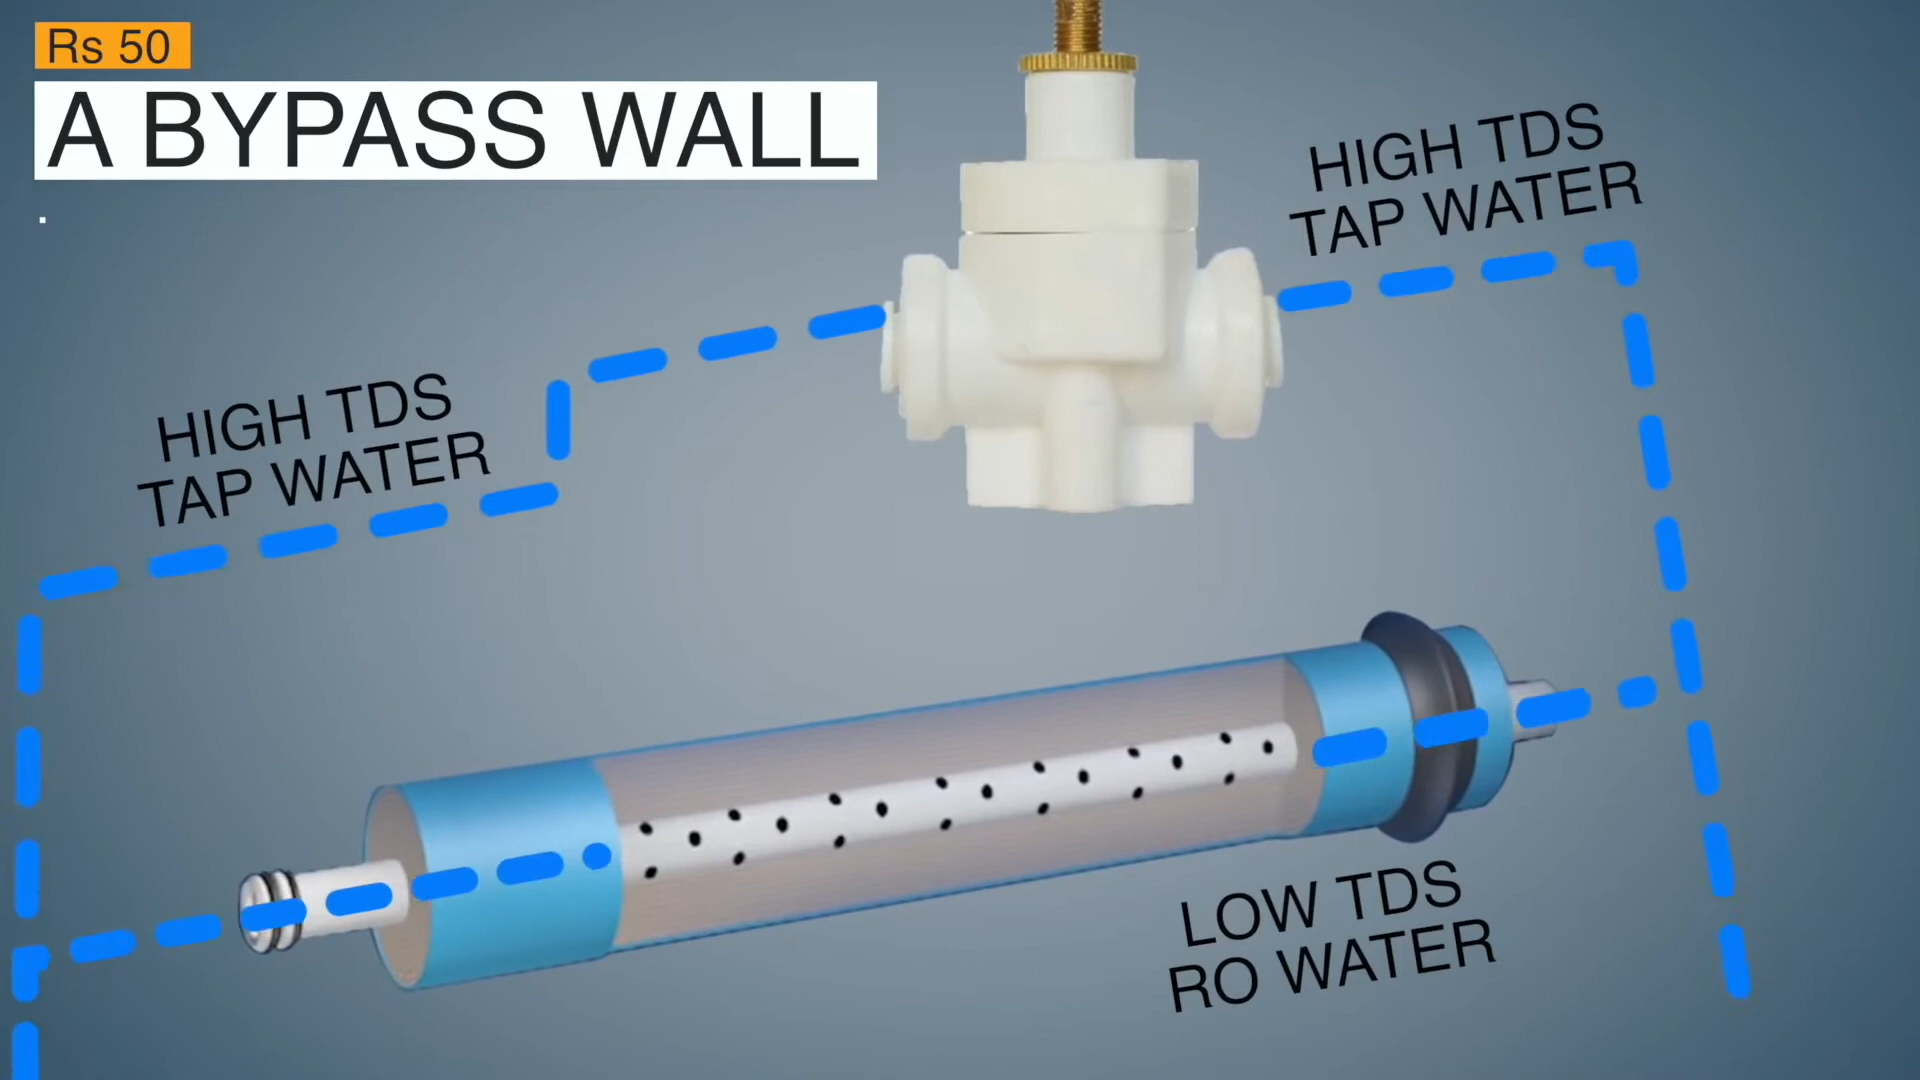 Rs 50
A BYPASS WALL
.
HIGH TDS
TAP WATER
HIGH TDS
TAP WATER
LOW TDS
RO WATER